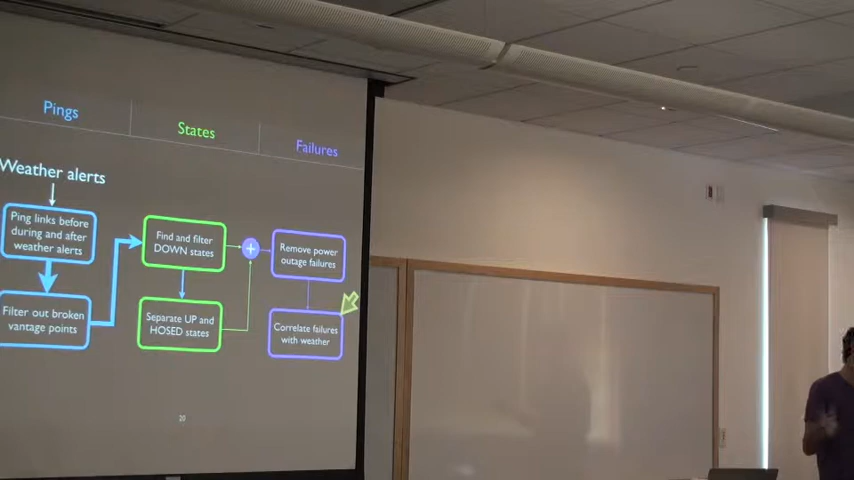 Pings
States
Failures
Weather alerts
Ping links before
during and after
weather alerts
Filter out broken
vantage points
Find and filter
DOWN states
Separate UP and
HOSED states
+
Remove power
outage failures
Correlate failures
with weather
20